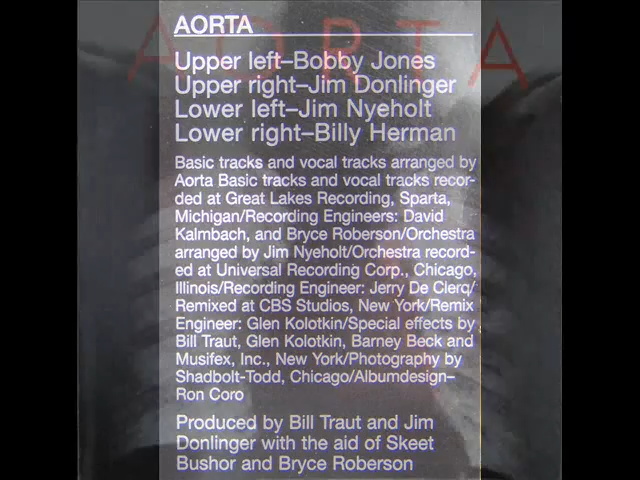 AORTA
AORTA
Upper left–Bobby Jones
Upper right–Jim Donlinger
Lower left–Jim Nyeholt
Lower right–Billy Herman
Basic tracks and vocal tracks arranged by
Aorta Basic tracks and vocal tracks recor-
ded at Great Lakes Recording, Sparta,
Michigan/Recording Engineers: David
Kalmbach, and Bryce Roberson/Orchestra
arranged by Jim Nyeholt/Orchestra record-
ed at Universal Recording Corp., Chicago,
Illinois/Recording Engineer: Jerry De Clerq/
Remixed at CBS Studios, New York/Remix
Engineer: Glen Kolotkin/Special effects by
Bill Traut, Glen Kolotkin, Barney Beck and
Musifex, Inc., New York/Photography by
Shadbolt-Todd, Chicago/Albumdesign–
Ron Coro
Produced by Bill Traut and Jim
Donlinger with the aid of Skeet
Bushor and Bryce Roberson